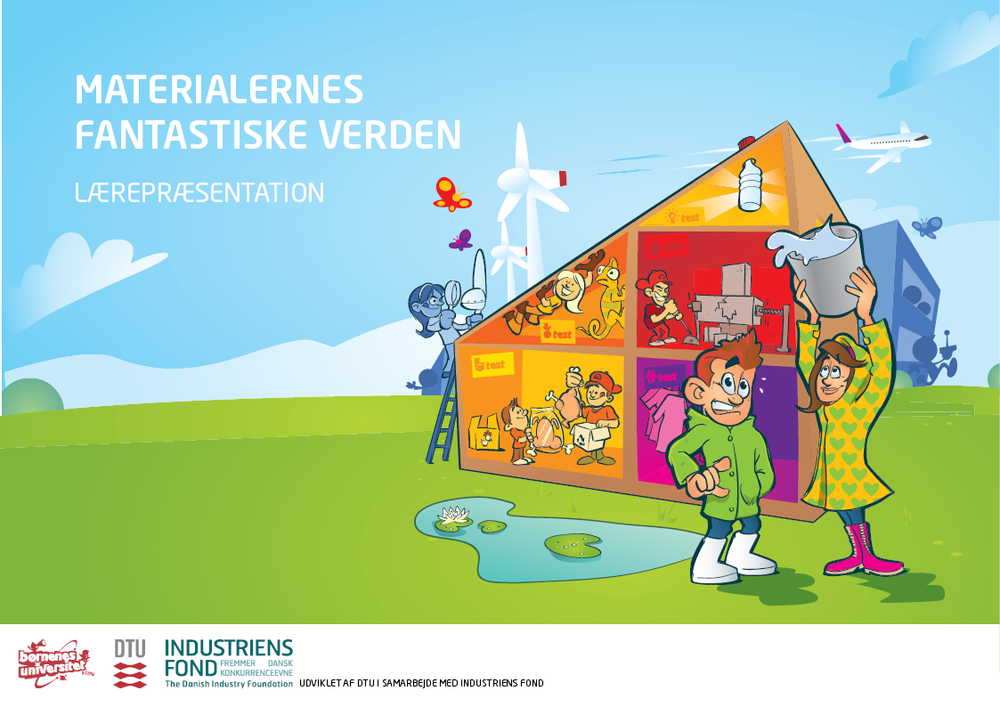 MATERIALERNES
FANTASTISKE VERDEN
LÆREPRÆSENTATION
test
test
test
test
test
børnenes
universitet
DTU
INDUSTRIENS
FOND FREMMER DANSK
KONKURRENCEEVNE
The Danish Industry Foundation
UDVIKLET AF DTU I SAMARBEJDE MED INDUSTRIENS FOND